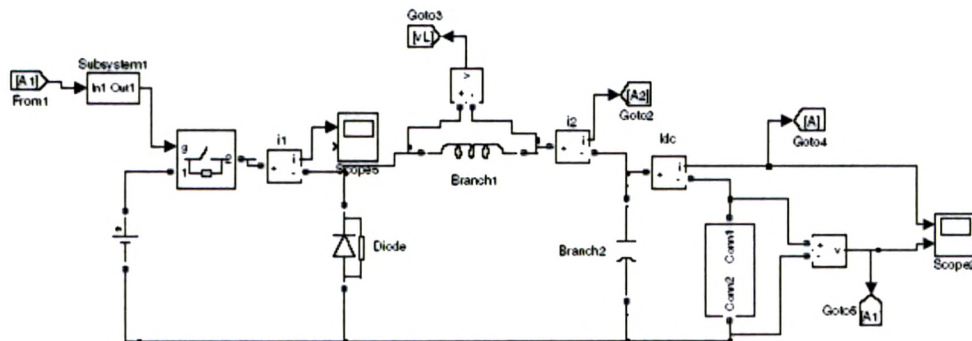 Goto3
[vL]
Subsystem1
[A1]
In1 Out1
From1
v
+ -
i1
i2
[A2]
Goto2
Idc
[A]
Goto4
g
1
2
+ i -
Scope5
Branch1
+ i -
+ i -
Diode
Branch2
Conn1
Conn2
+ v -
Scope2
Goto5
[A1]